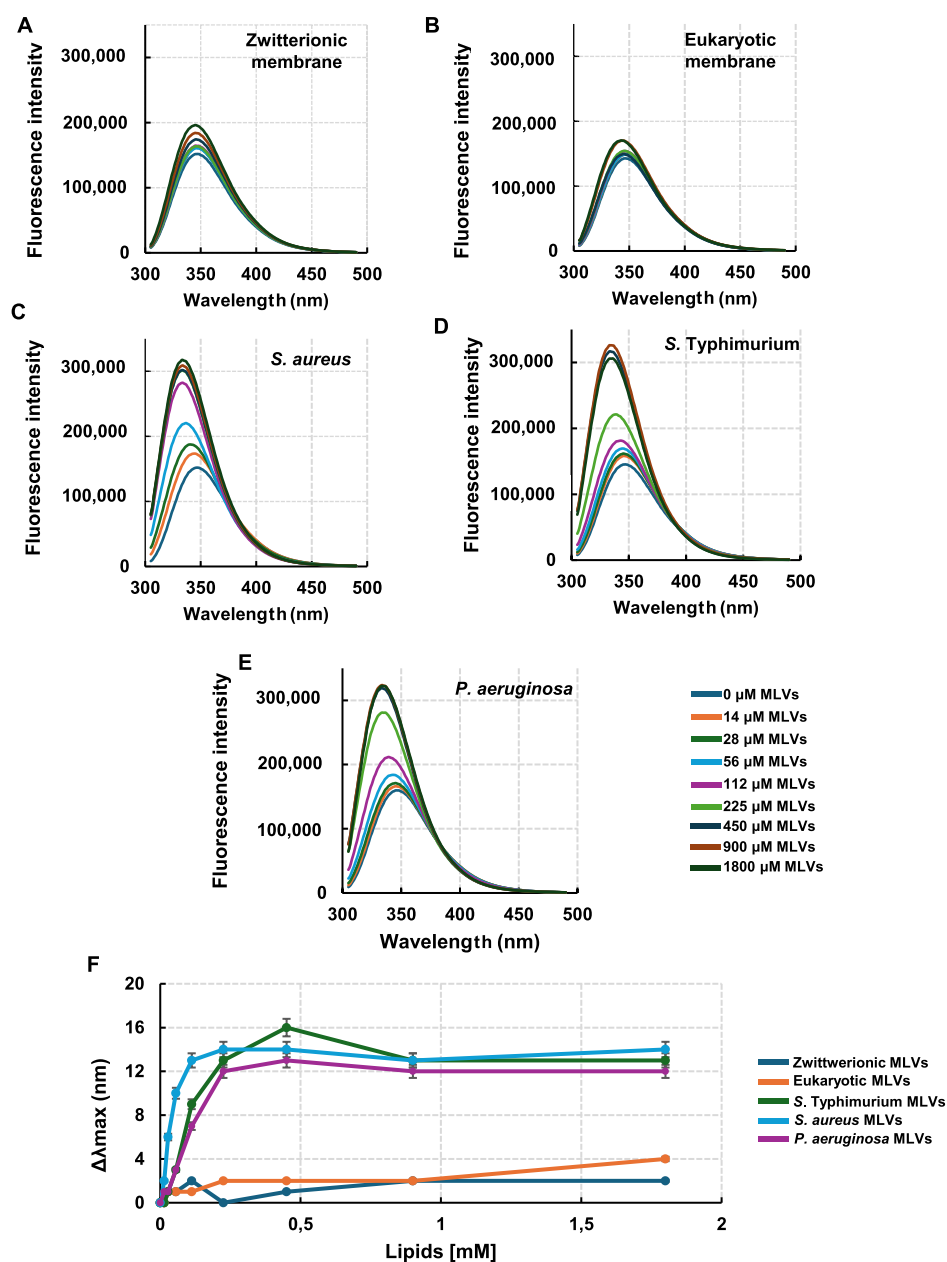 A
Zwitterionic
membrane
Fluorescence intensity
300,000
200,000
100,000
0
300 350 400 450 500
Wavelength (nm)
B
Eukaryotic
membrane
Fluorescence intensity
300,000
200,000
100,000
0
300 350 400 450 500
Wavelength (nm)
C
S. aureus
Fluorescence intensity
300,000
200,000
100,000
0
300 350 400 450 500
Wavelength (nm)
D
S. Typhimurium
Fluorescence intensity
300,000
200,000
100,000
0
300 350 400 450 500
Wavelength (nm)
E
P. aeruginosa
Fluorescence intensity
300,000
200,000
100,000
0
300 350 400 450 500
Wavelength (nm)
0 µM MLVs
14 µM MLVs
28 µM MLVs
56 µM MLVs
112 µM MLVs
225 µM MLVs
450 µM MLVs
900 µM MLVs
1800 µM MLVs
F
Δλmax (nm)
20
16
12
8
4
0
0 0,5 1 1,5 2
Lipids [mM]
Zwittwerionic MLVs
Eukaryotic MLVs
S. Typhimurium MLVs
S. aureus MLVs
P. aeruginosa MLVs